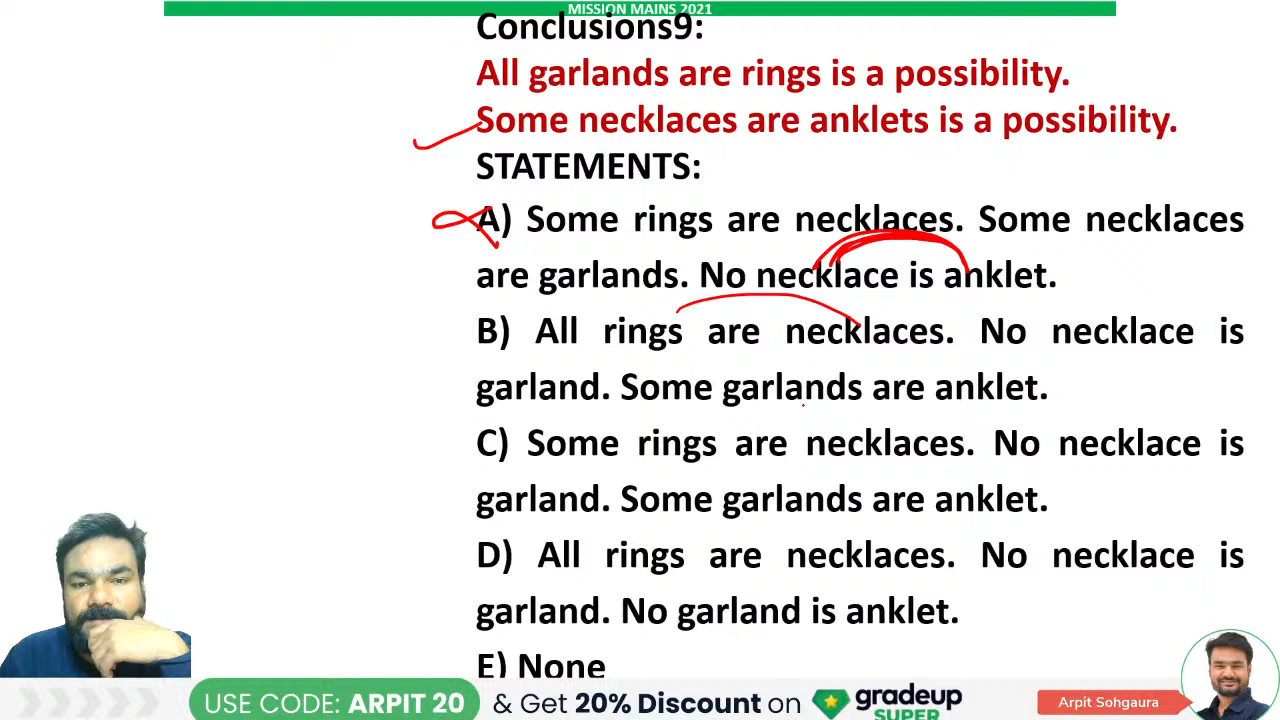 MISSION MAINS 2021
Conclusions9:
All garlands are rings is a possibility.
Some necklaces are anklets is a possibility.
STATEMENTS:
A) Some rings are necklaces. Some necklaces
are garlands. No necklace is anklet.
B) All rings are necklaces. No necklace is
garland. Some garlands are anklet.
C) Some rings are necklaces. No necklace is
garland. Some garlands are anklet.
D) All rings are necklaces. No necklace is
garland. No garland is anklet.
E) None
USE CODE: ARPIT 20 & Get 20% Discount on gradeup
SUPER
Arpit Sohgaura